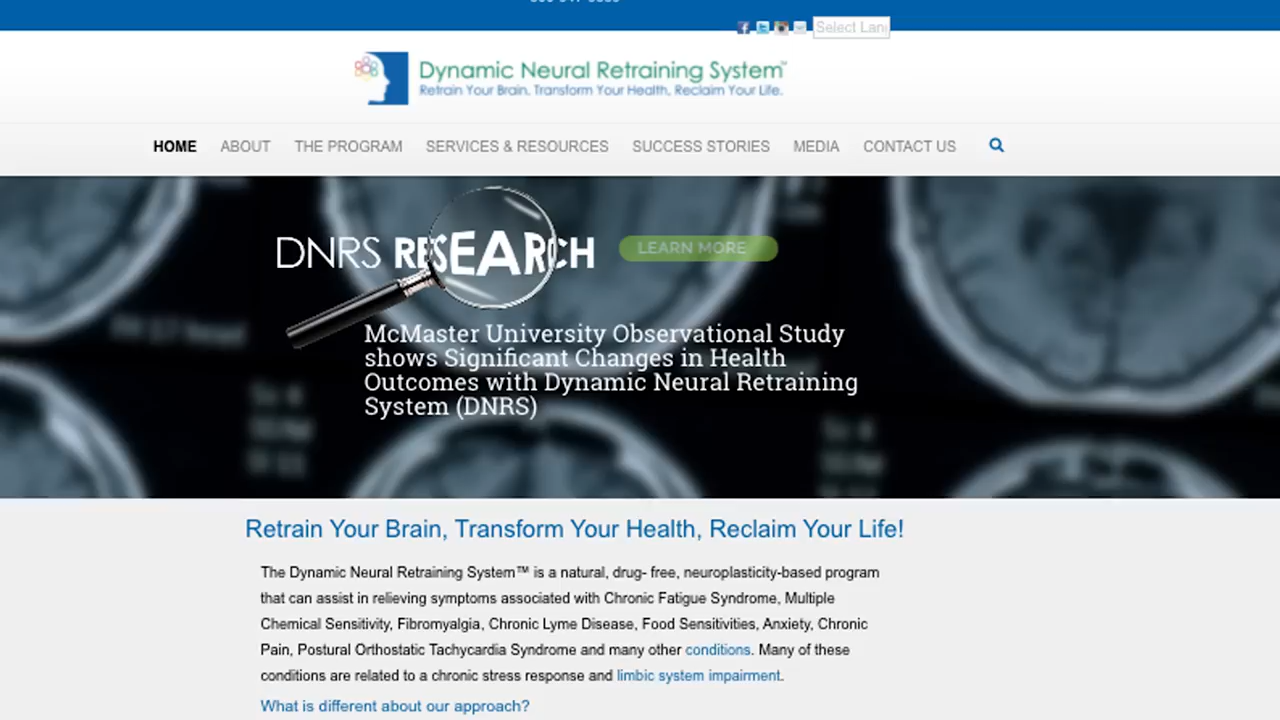 Select Lan
Dynamic Neural Retraining System
Retrain Your Brain. Transform Your Health. Reclaim Your Life.
HOME ABOUT THE PROGRAM SERVICES & RESOURCES SUCCESS STORIES MEDIA CONTACT US
DNRS RESEARCH LEARN MORE
McMaster University Observational Study
shows Significant Changes in Health
Outcomes with Dynamic Neural Retraining
System (DNRS)
Retrain Your Brain, Transform Your Health, Reclaim Your Life!
The Dynamic Neural Retraining System™ is a natural, drug- free, neuroplasticity-based program
that can assist in relieving symptoms associated with Chronic Fatigue Syndrome, Multiple
Chemical Sensitivity, Fibromyalgia, Chronic Lyme Disease, Food Sensitivities, Anxiety, Chronic
Pain, Postural Orthostatic Tachycardia Syndrome and many other conditions. Many of these
conditions are related to a chronic stress response and limbic system impairment.
What is different about our approach?